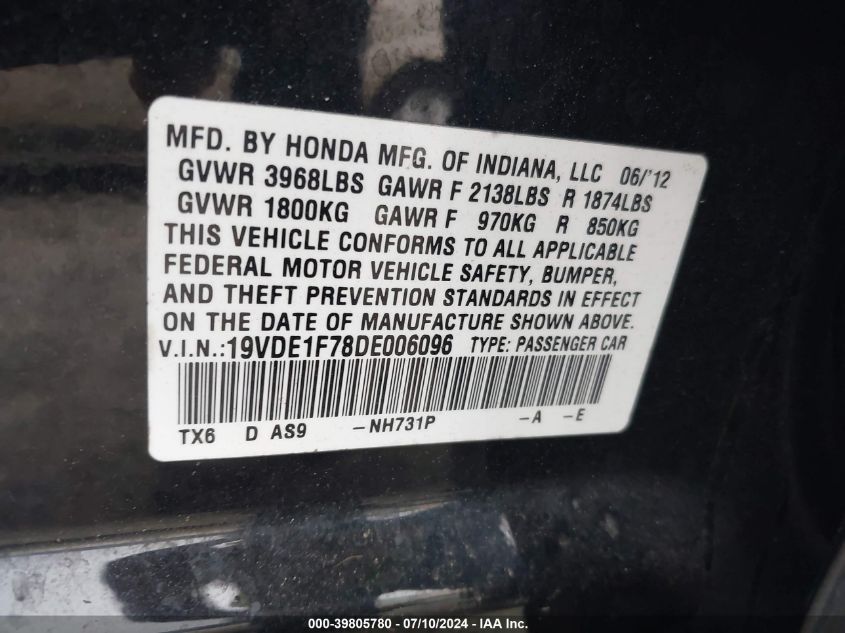 MFD. BY HONDA MFG. OF INDIANA, LLC 06/'12
GVWR 3968LBS GAWR F 2138LBS R 1874LBS
GVWR 1800KG GAWR F 970KG R 850KG
THIS VEHICLE CONFORMS TO ALL APPLICABLE
FEDERAL MOTOR VEHICLE SAFETY, BUMPER,
AND THEFT PREVENTION STANDARDS IN EFFECT
ON THE DATE OF MANUFACTURE SHOWN ABOVE.
V.I.N.:19VDE1F78DE006096 TYPE: PASSENGER CAR
TX6 D AS9 -NH731P -A -E
000-39805780 - 07/10/2024 - IAA Inc.